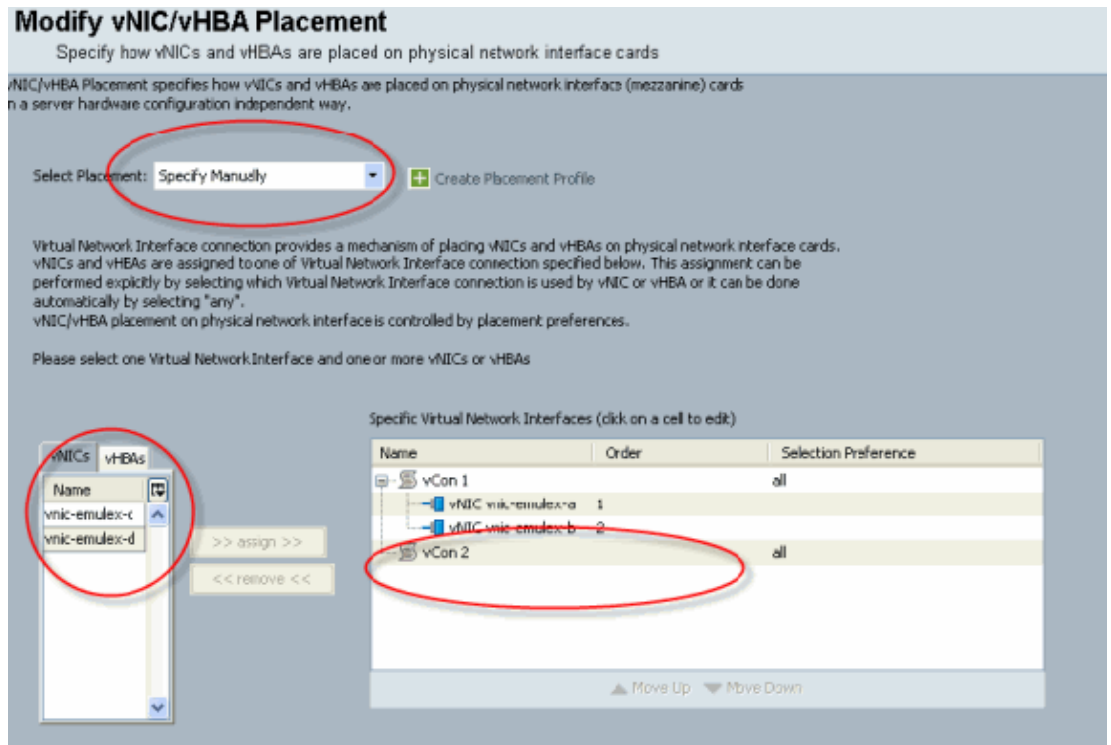 Modify vNIC/vHBA Placement
Specify how vNICs and vHBAs are placed on physical network interface cards
vNIC/vHBA Placement specifies how vNICs and vHBAs are placed on physical network interface (mezzanine) cards
n a server hardware configuration independent way.
Select Placement: Specify Manually Create Placement Profile
Virtual Network Interface connection provides a mechanism of placing vNICs and vHBAs on physical network interface cards.
vNICs and vHBAs are assigned to one of Virtual Network Interface connection specified below. This assignment can be
performed explicitly by selecting which Virtual Network Interface connection is used by vNIC or vHBA or it can be done
automatically by selecting "any".
vNIC/vHBA placement on physical network interface is controlled by placement preferences.
Please select one Virtual Network Interface and one or more vNICs or vHBAs
Specific Virtual Network Interfaces (click on a cell to edit)
vNICs vHBAs
Name
vnic-emulex-c
vnic-emulex-d
>> assign >>
<< remove <<
Name Order Selection Preference
vCon 1 all
vNIC vnic-emulex-a 1
vNIC vnic-emulex-b 2
vCon 2 all
Move Up Move Down